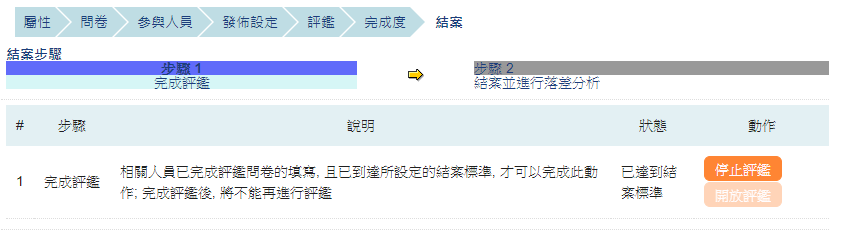 屬性 問卷 參與人員 發佈設定 評鑑 完成度 結案
結案步驟
步驟 1 步驟 2
完成評鑑 結案並進行落差分析
# 步驟 說明 狀態 動作
1 完成評鑑 相關人員已完成評鑑問卷的填寫, 且已到達所設定的結案標準, 才可以完成此動 已達到結 停止評鑑
作; 完成評鑑後, 將不能再進行評鑑 案標準 開放評鑑